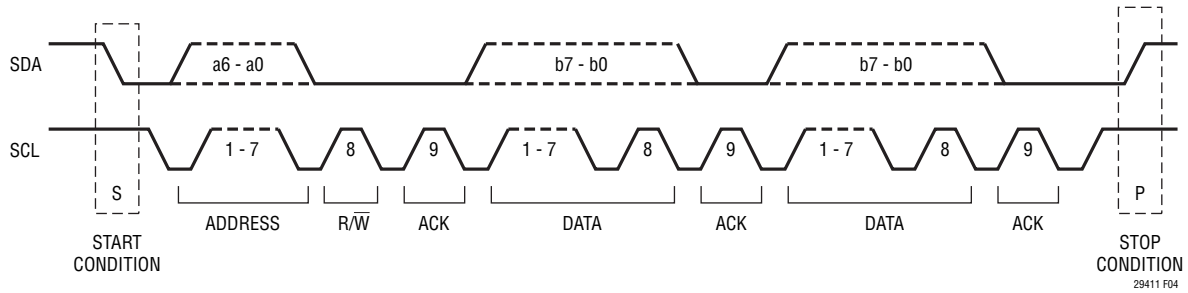 SDA
a6 - a0
b7 - b0
b7 - b0
SCL
1 - 7
8
9
1 - 7
8
9
1 - 7
8
9
S
P
ADDRESS
R/W̅
ACK
DATA
ACK
DATA
ACK
START
CONDITION
STOP
CONDITION
29411 F04